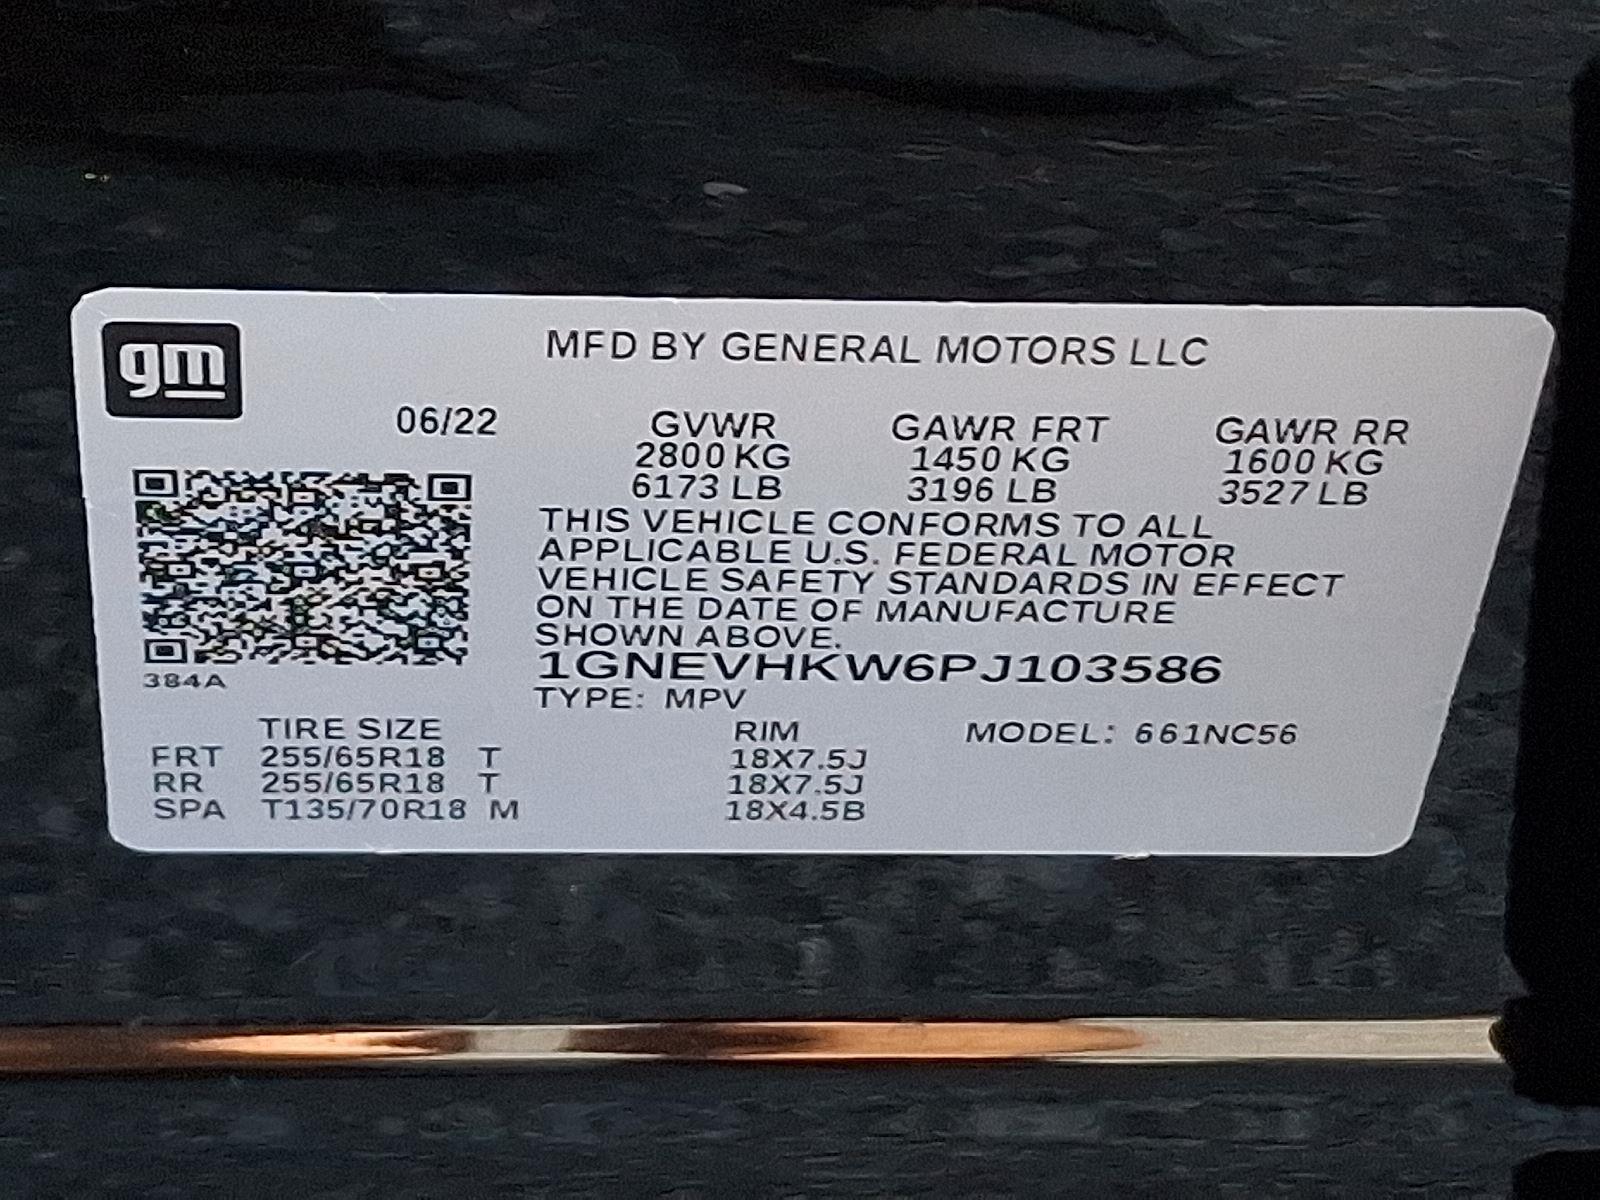 gm
MFD BY GENERAL MOTORS LLC
06/22 GVWR GAWR FRT GAWR RR
2800 KG 1450 KG 1600 KG
6173 LB 3196 LB 3527 LB
THIS VEHICLE CONFORMS TO ALL
APPLICABLE U.S. FEDERAL MOTOR
VEHICLE SAFETY STANDARDS IN EFFECT
ON THE DATE OF MANUFACTURE
SHOWN ABOVE.
1GNEVHKW6PJ103586
384A
TYPE: MPV
TIRE SIZE RIM MODEL: 661NC56
FRT 255/65R18 T 18X7.5J
RR 255/65R18 T 18X7.5J
SPA T135/70R18 M 18X4.5B